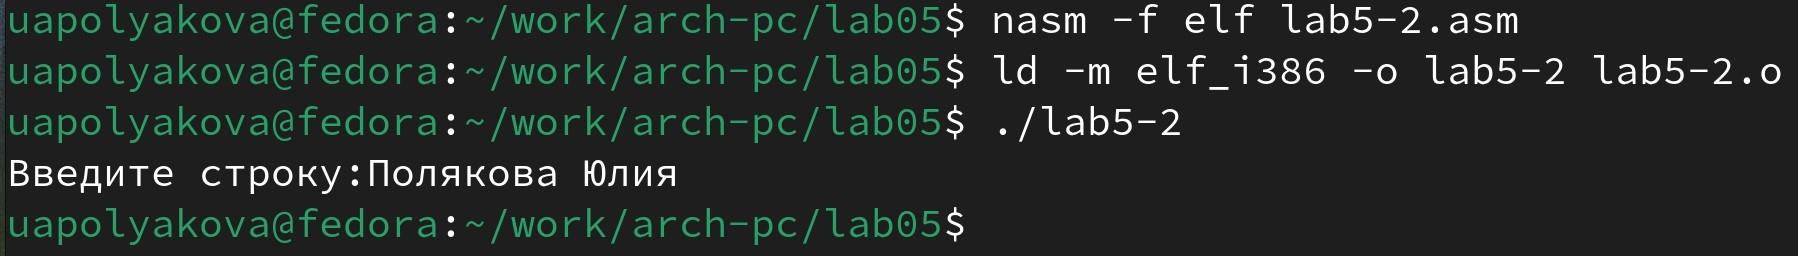 uapolyakova@fedora:~/work/arch-pc/lab05$ nasm -f elf lab5-2.asm
uapolyakova@fedora:~/work/arch-pc/lab05$ ld -m elf_i386 -o lab5-2 lab5-2.o
uapolyakova@fedora:~/work/arch-pc/lab05$ ./lab5-2
Введите строку:Полякова Юлия
uapolyakova@fedora:~/work/arch-pc/lab05$